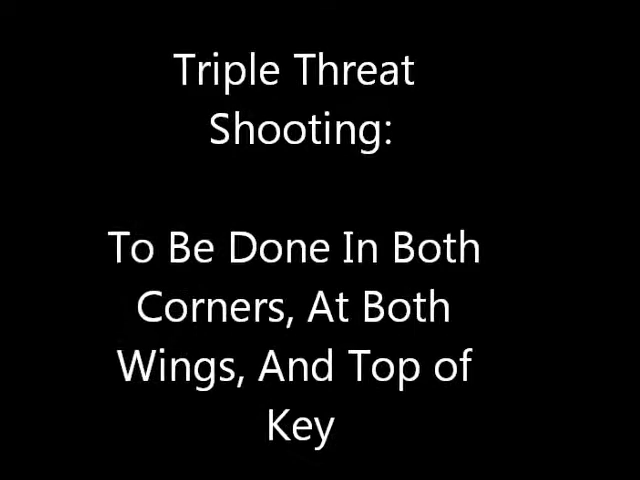 Triple Threat
Shooting:
To Be Done In Both
Corners, At Both
Wings, And Top of
Key